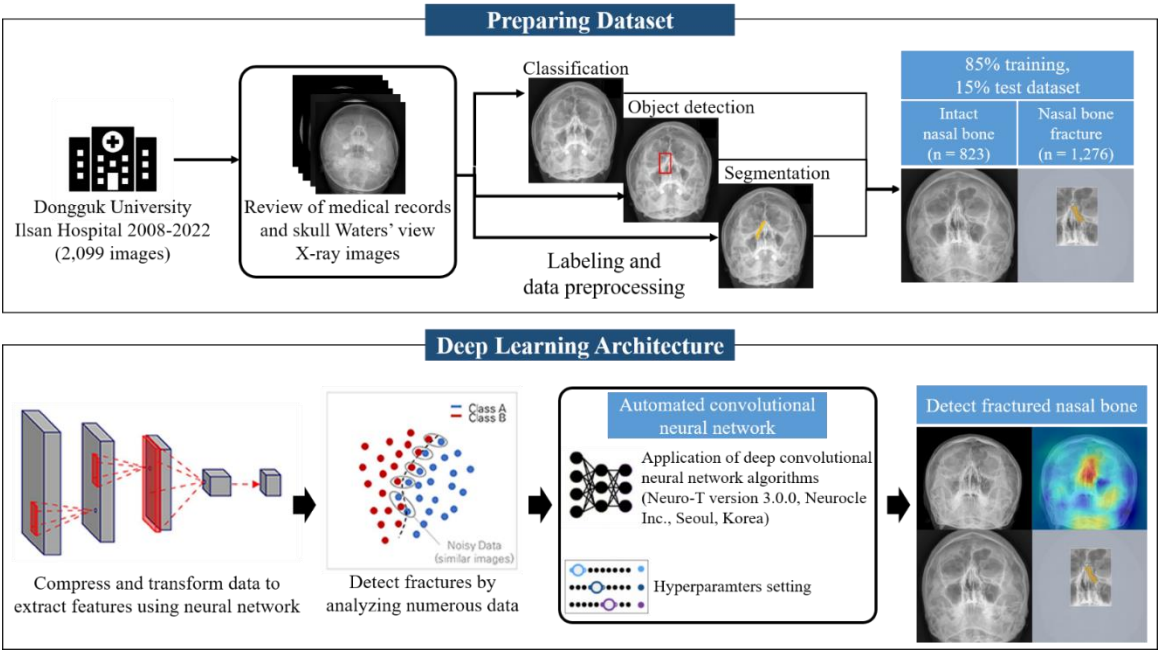 Preparing Dataset
Dongguk University
Ilsan Hospital 2008-2022
(2,099 images)
Review of medical records
and skull Waters’ view
X-ray images
Classification
Object detection
Segmentation
Labeling and
data preprocessing
85% training,
15% test dataset
Intact
nasal bone
(n = 823)
Nasal bone
fracture
(n = 1,276)
Deep Learning Architecture
Compress and transform data to
extract features using neural network
Class A
Class B
Noisy Data
(similar images)
Detect fractures by
analyzing numerous data
Automated convolutional
neural network
Application of deep convolutional
neural network algorithms
(Neuro-T version 3.0.0, Neurocle
Inc., Seoul, Korea)
Hyperparamters setting
Detect fractured nasal bone